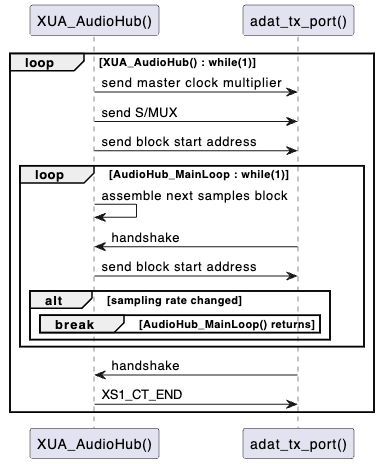 XUA_AudioHub() adat_tx_port()
loop [XUA_AudioHub() : while(1)]
send master clock multiplier
send S/MUX
send block start address
loop [AudioHub_MainLoop : while(1)]
assemble next samples block
handshake
send block start address
alt [sampling rate changed]
break [AudioHub_MainLoop() returns]
handshake
XS1_CT_END
XUA_AudioHub() adat_tx_port()